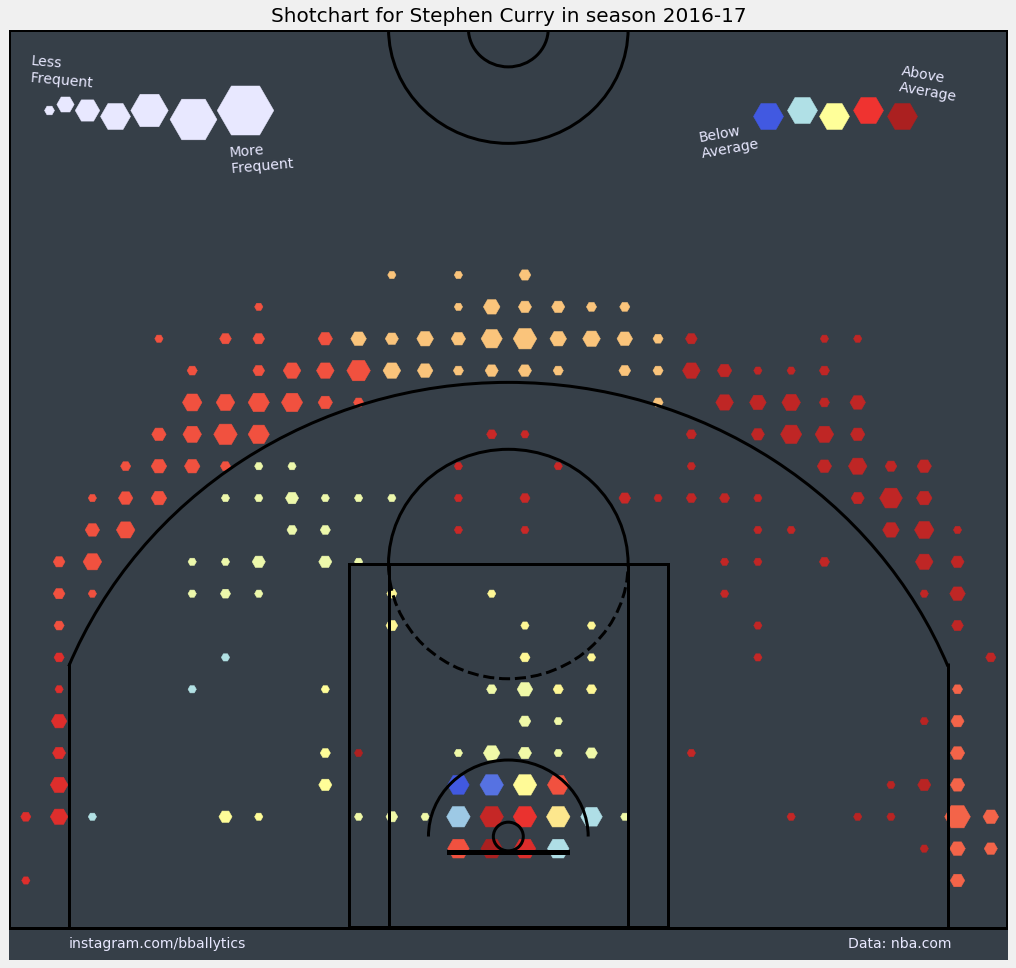 Shotchart for Stephen Curry in season 2016-17
Less
Frequent
More
Frequent
Above
Average
Below
Average
instagram.com/bballytics
Data: nba.com